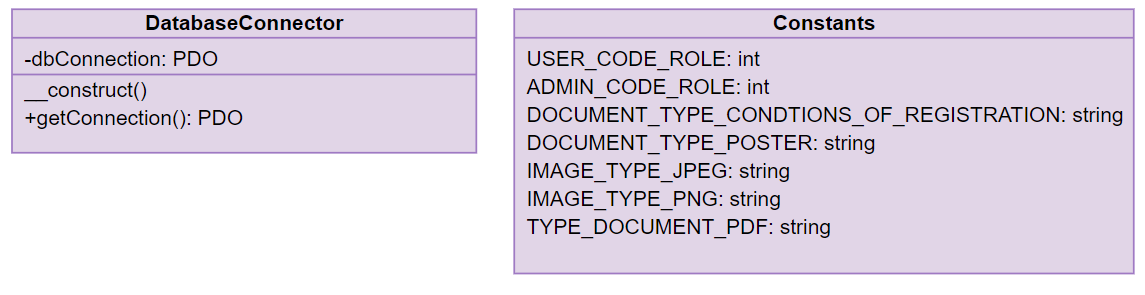 DatabaseConnector
-dbConnection: PDO
__construct()
+getConnection(): PDO
Constants
USER_CODE_ROLE: int
ADMIN_CODE_ROLE: int
DOCUMENT_TYPE_CONDTIONS_OF_REGISTRATION: string
DOCUMENT_TYPE_POSTER: string
IMAGE_TYPE_JPEG: string
IMAGE_TYPE_PNG: string
TYPE_DOCUMENT_PDF: string